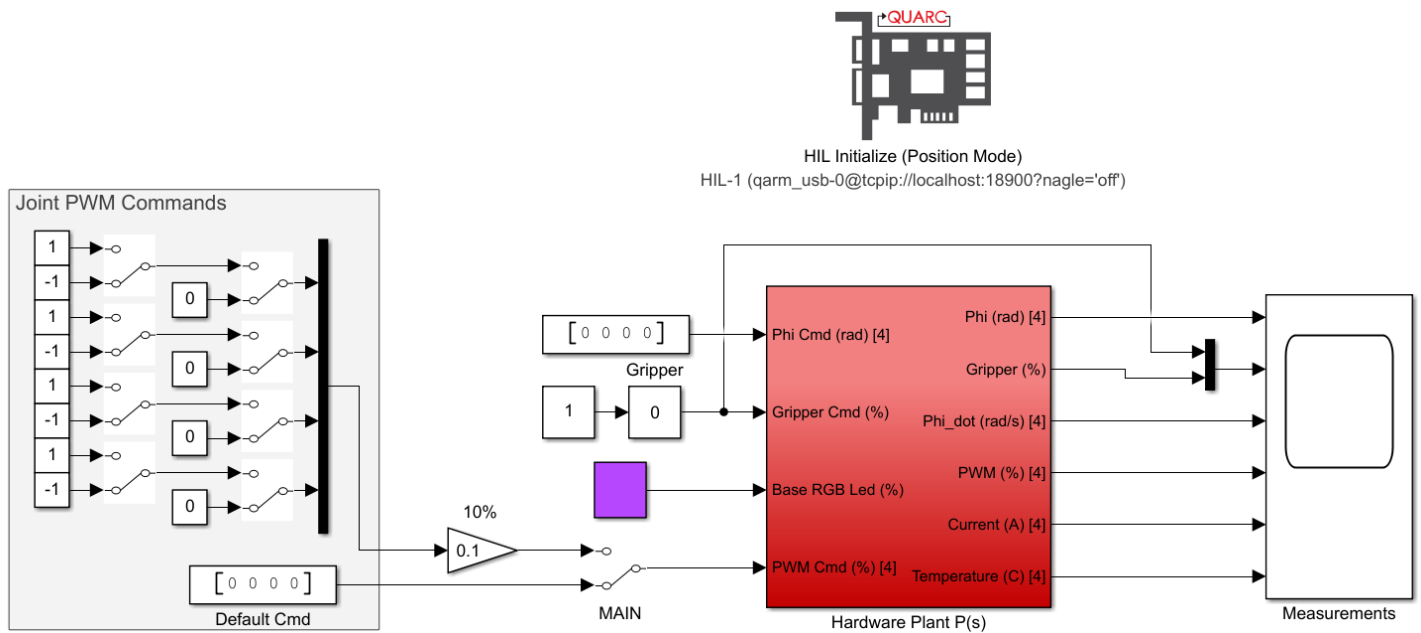 QUARC
HIL Initialize (Position Mode)
HIL-1 (qarm_usb-0@tcpip://localhost:18900?nagle='off')
Joint PWM Commands
1
-1
1
-1
1
-1
1
-1
0
0
0
0
[0 0 0 0]
Default Cmd
10%
0.1
MAIN
[0 0 0 0]
Gripper
1
0
Phi Cmd (rad) [4]
Gripper Cmd (%)
Base RGB Led (%)
PWM Cmd (%) [4]
Phi (rad) [4]
Gripper (%)
Phi_dot (rad/s) [4]
PWM (%) [4]
Current (A) [4]
Temperature (C) [4]
Hardware Plant P(s)
Measurements